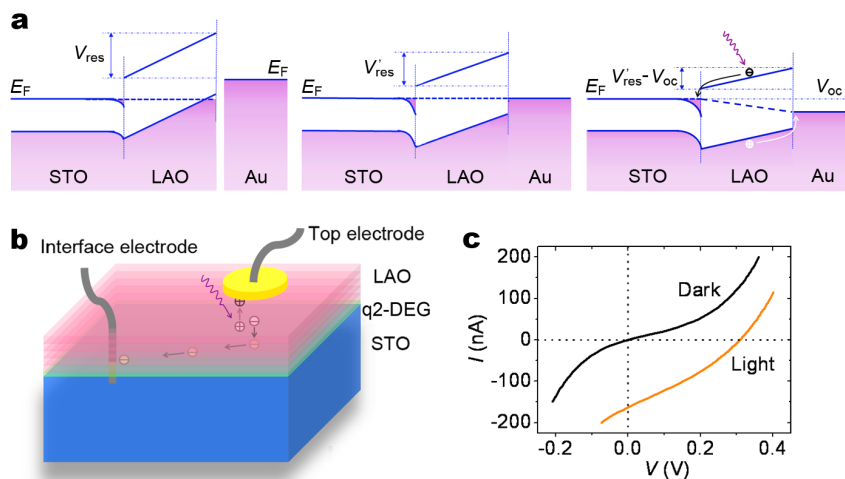 a
V_res
E_F
E_F
STO
LAO
Au
V'_res
E_F
STO
LAO
Au
V'_res - V_oc
E_F
V_oc
STO
LAO
Au
b
Interface electrode
Top electrode
LAO
q2-DEG
STO
c
200
100
0
-100
-200
I (nA)
Dark
Light
-0.2 0.0 0.2 0.4
V (V)